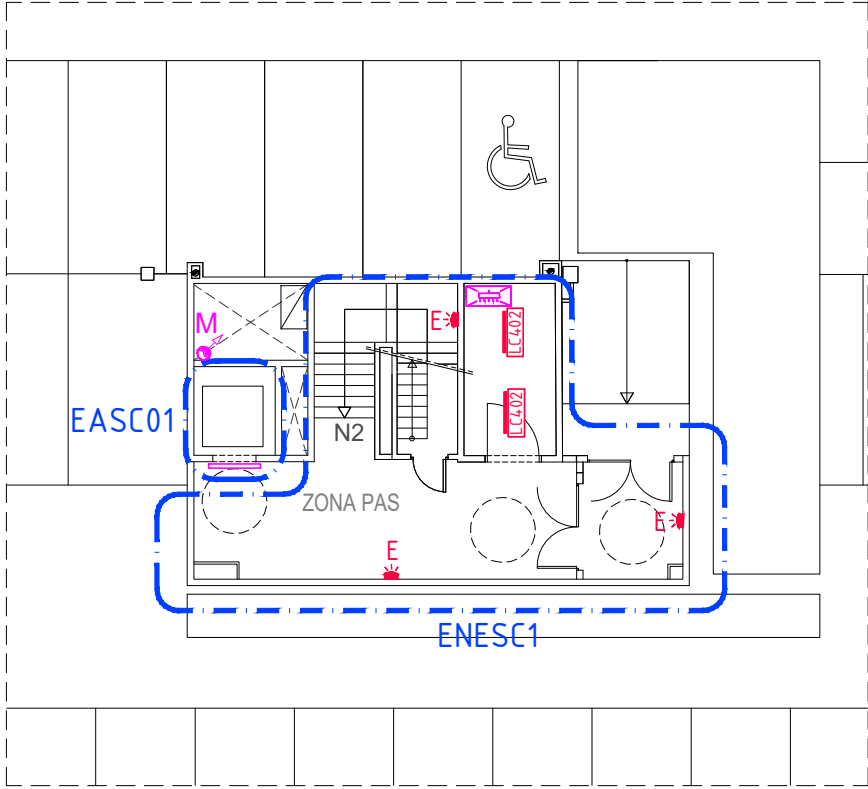 M
E
LC402
EASC01
LC402
N2
ZONA PAS
E
E
ENESC1